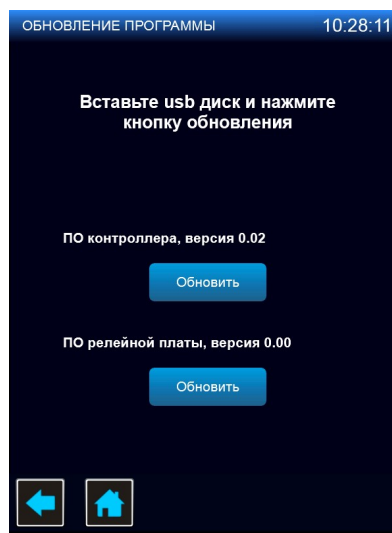 ОБНОВЛЕНИЕ ПРОГРАММЫ 10:28:11
Вставьте usb диск и нажмите
кнопку обновления
ПО контроллера, версия 0.02
Обновить
ПО релейной платы, версия 0.00
Обновить